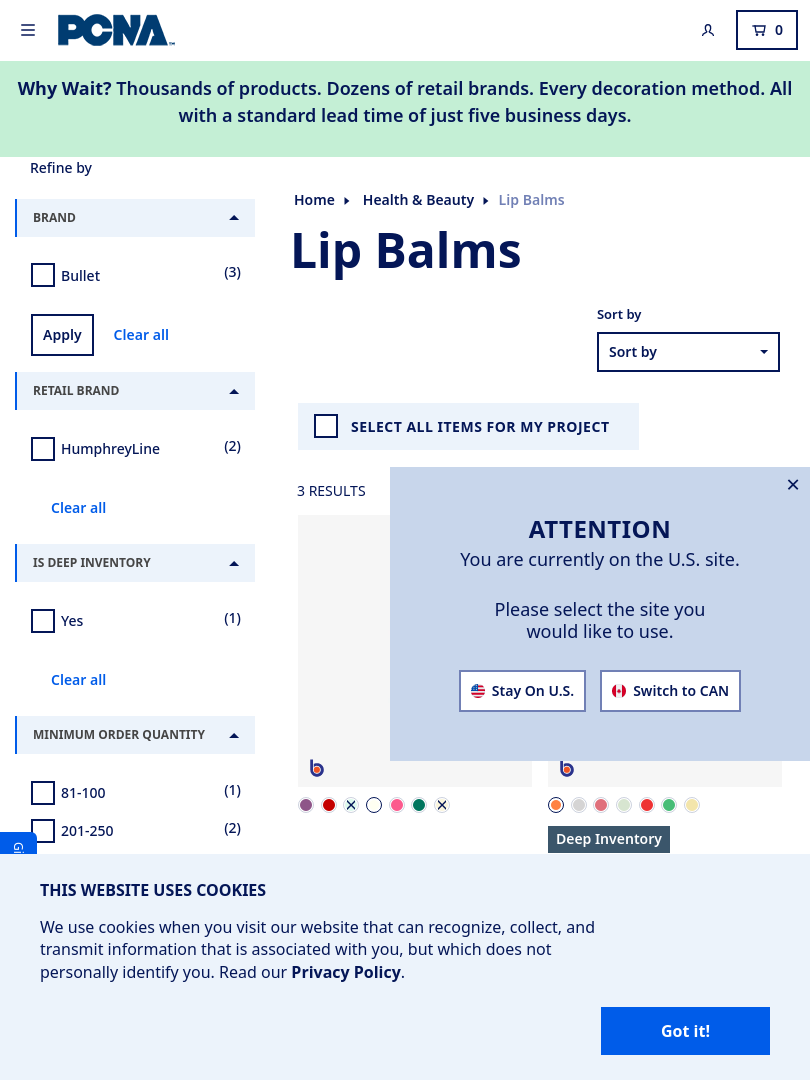 PCNA
0
Why Wait? Thousands of products. Dozens of retail brands. Every decoration method. All
with a standard lead time of just five business days.
Refine by
BRAND
Bullet
(3)
Apply
Clear all
RETAIL BRAND
HumphreyLine
(2)
Clear all
IS DEEP INVENTORY
Yes
(1)
Clear all
MINIMUM ORDER QUANTITY
81-100
(1)
201-250
(2)
Home
Health & Beauty
Lip Balms
Lip Balms
Sort by
Sort by
SELECT ALL ITEMS FOR MY PROJECT
3 RESULTS
ATTENTION
You are currently on the U.S. site.
Please select the site you
would like to use.
Stay On U.S.
Switch to CAN
Deep Inventory
THIS WEBSITE USES COOKIES
We use cookies when you visit our website that can recognize, collect, and
transmit information that is associated with you, but which does not
personally identify you. Read our Privacy Policy.
Got it!